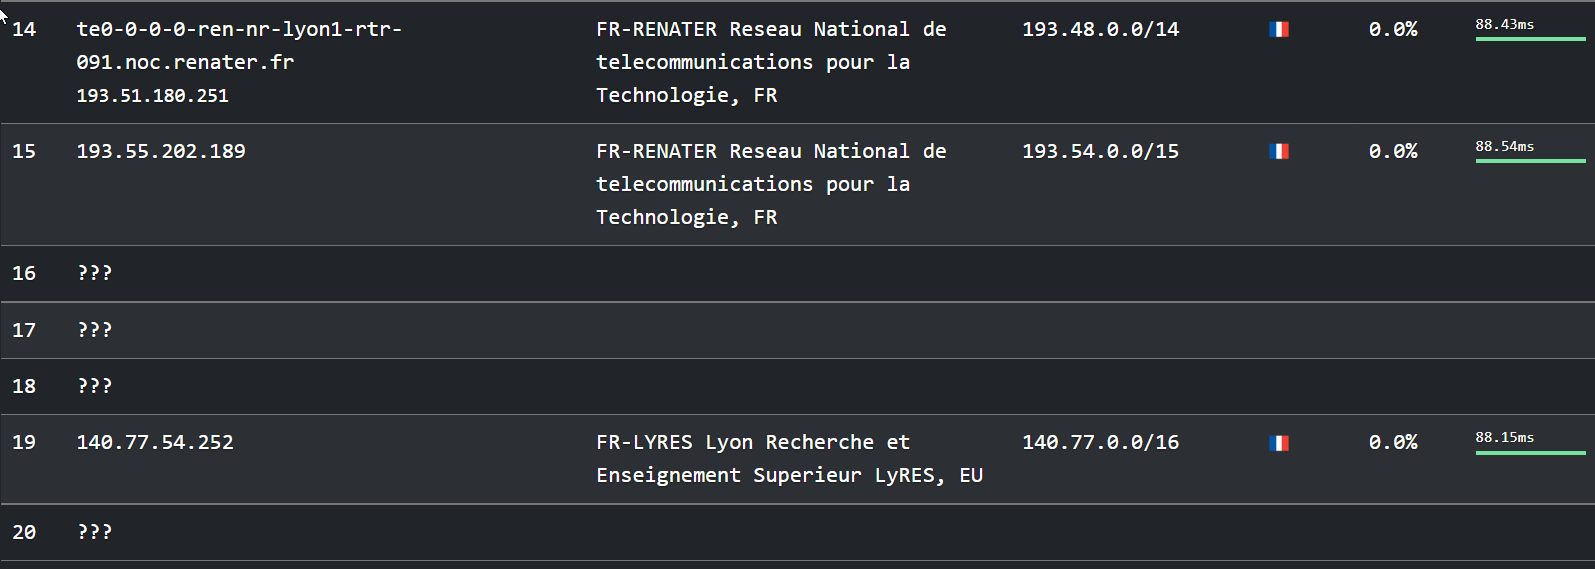 14 te0-0-0-0-ren-nr-lyon1-rtr- FR-RENATER Reseau National de 193.48.0.0/14 0.0% 88.43ms
091.noc.renater.fr telecommunications pour la
193.51.180.251 Technologie, FR
15 193.55.202.189 FR-RENATER Reseau National de 193.54.0.0/15 0.0% 88.54ms
telecommunications pour la
Technologie, FR
16 ???
17 ???
18 ???
19 140.77.54.252 FR-LYRES Lyon Recherche et 140.77.0.0/16 0.0% 88.15ms
Enseignement Superieur LyRES, EU
20 ???